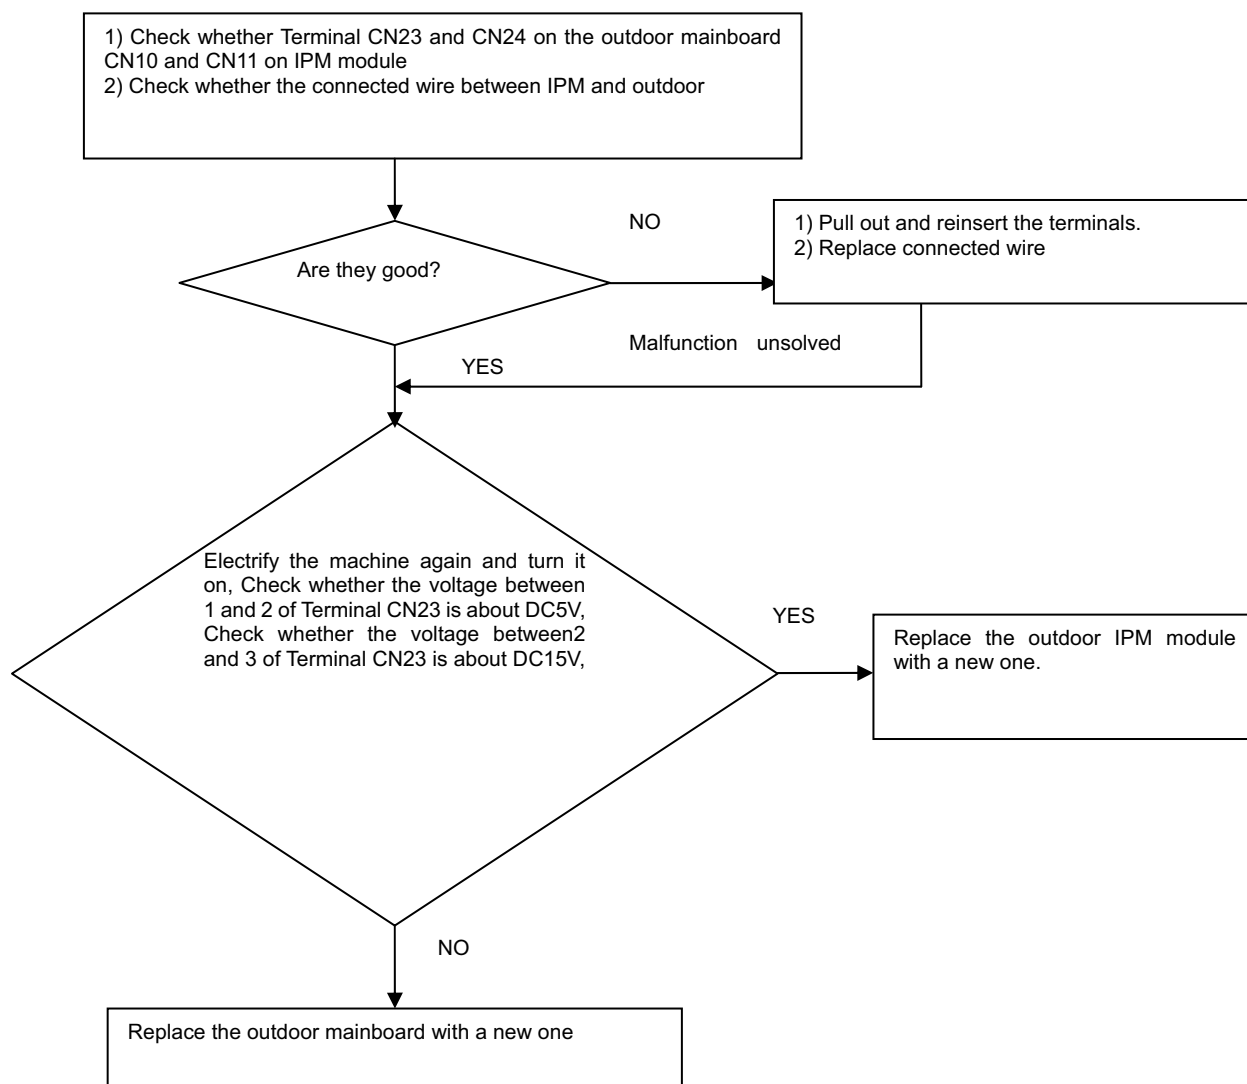 1) Check whether Terminal CN23 and CN24 on the outdoor mainboard
CN10 and CN11 on IPM module
2) Check whether the connected wire between IPM and outdoor
NO
1) Pull out and reinsert the terminals.
2) Replace connected wire
Are they good?
Malfunction unsolved
YES
Electrify the machine again and turn it
on, Check whether the voltage between
1 and 2 of Terminal CN23 is about DC5V,
Check whether the voltage between2
and 3 of Terminal CN23 is about DC15V,
YES
Replace the outdoor IPM module
with a new one.
NO
Replace the outdoor mainboard with a new one